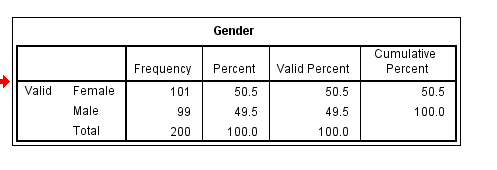 Gender
Frequency Percent Valid Percent Cumulative Percent
Valid Female 101 50.5 50.5 50.5
Male 99 49.5 49.5 100.0
Total 200 100.0 100.0